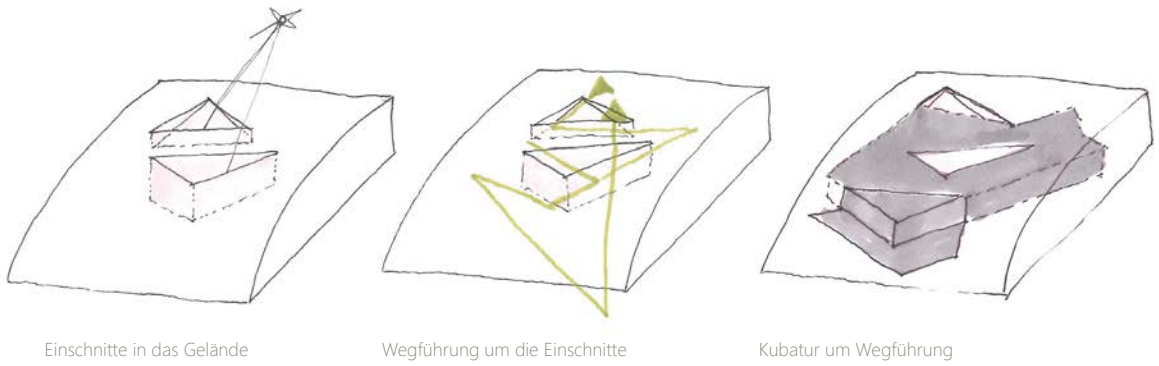 Einschnitte in das Gelände
Wegführung um die Einschnitte
Kubatur um Wegführung